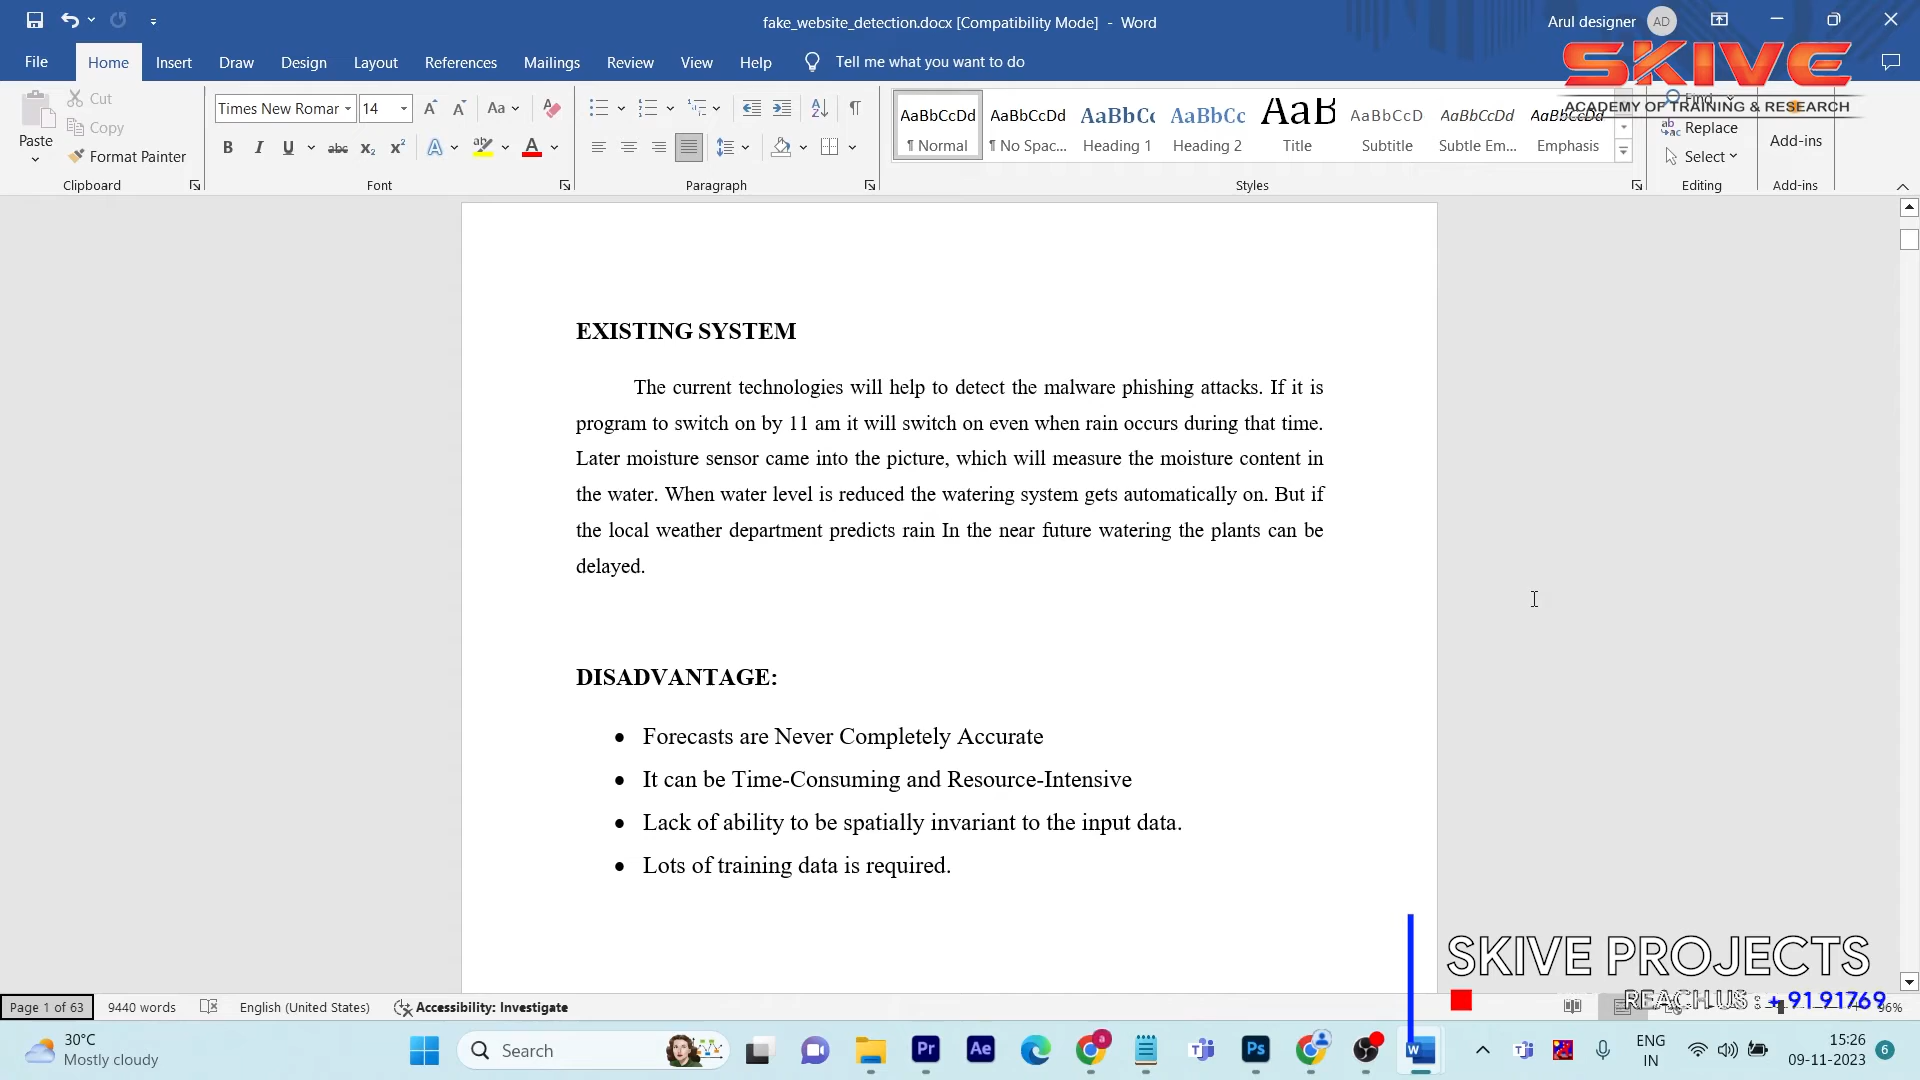 fake_website_detection.docx [Compatibility Mode] - Word
Arul designer AD
File Home Insert Draw Design Layout References Mailings Review View Help Tell me what you want to do
SKIVE
ACADEMY OF TRAINING & RESEARCH
Paste
Cut
Copy
Format Painter
Clipboard
Times New Romar 14
Font
Paragraph
AaBbCcDd AaBbCcDd AaBbCc AaBbCc AaB AaBbCcD AaBbCcDd AaBbCcDd
¶ Normal ¶ No Spac... Heading 1 Heading 2 Title Subtitle Subtle Em... Emphasis
Styles
Find
Replace
Select
Editing
Add-ins
Add-ins
EXISTING SYSTEM
The current technologies will help to detect the malware phishing attacks. If it is
program to switch on by 11 am it will switch on even when rain occurs during that time.
Later moisture sensor came into the picture, which will measure the moisture content in
the water. When water level is reduced the watering system gets automatically on. But if
the local weather department predicts rain In the near future watering the plants can be
delayed.
DISADVANTAGE:
• Forecasts are Never Completely Accurate
• It can be Time-Consuming and Resource-Intensive
• Lack of ability to be spatially invariant to the input data.
• Lots of training data is required.
SKIVE PROJECTS
REACH US : + 91 91769
Page 1 of 63 9440 words English (United States) Accessibility: Investigate
30°C
Mostly cloudy
Search
ENG
IN
15:26
09-11-2023
6